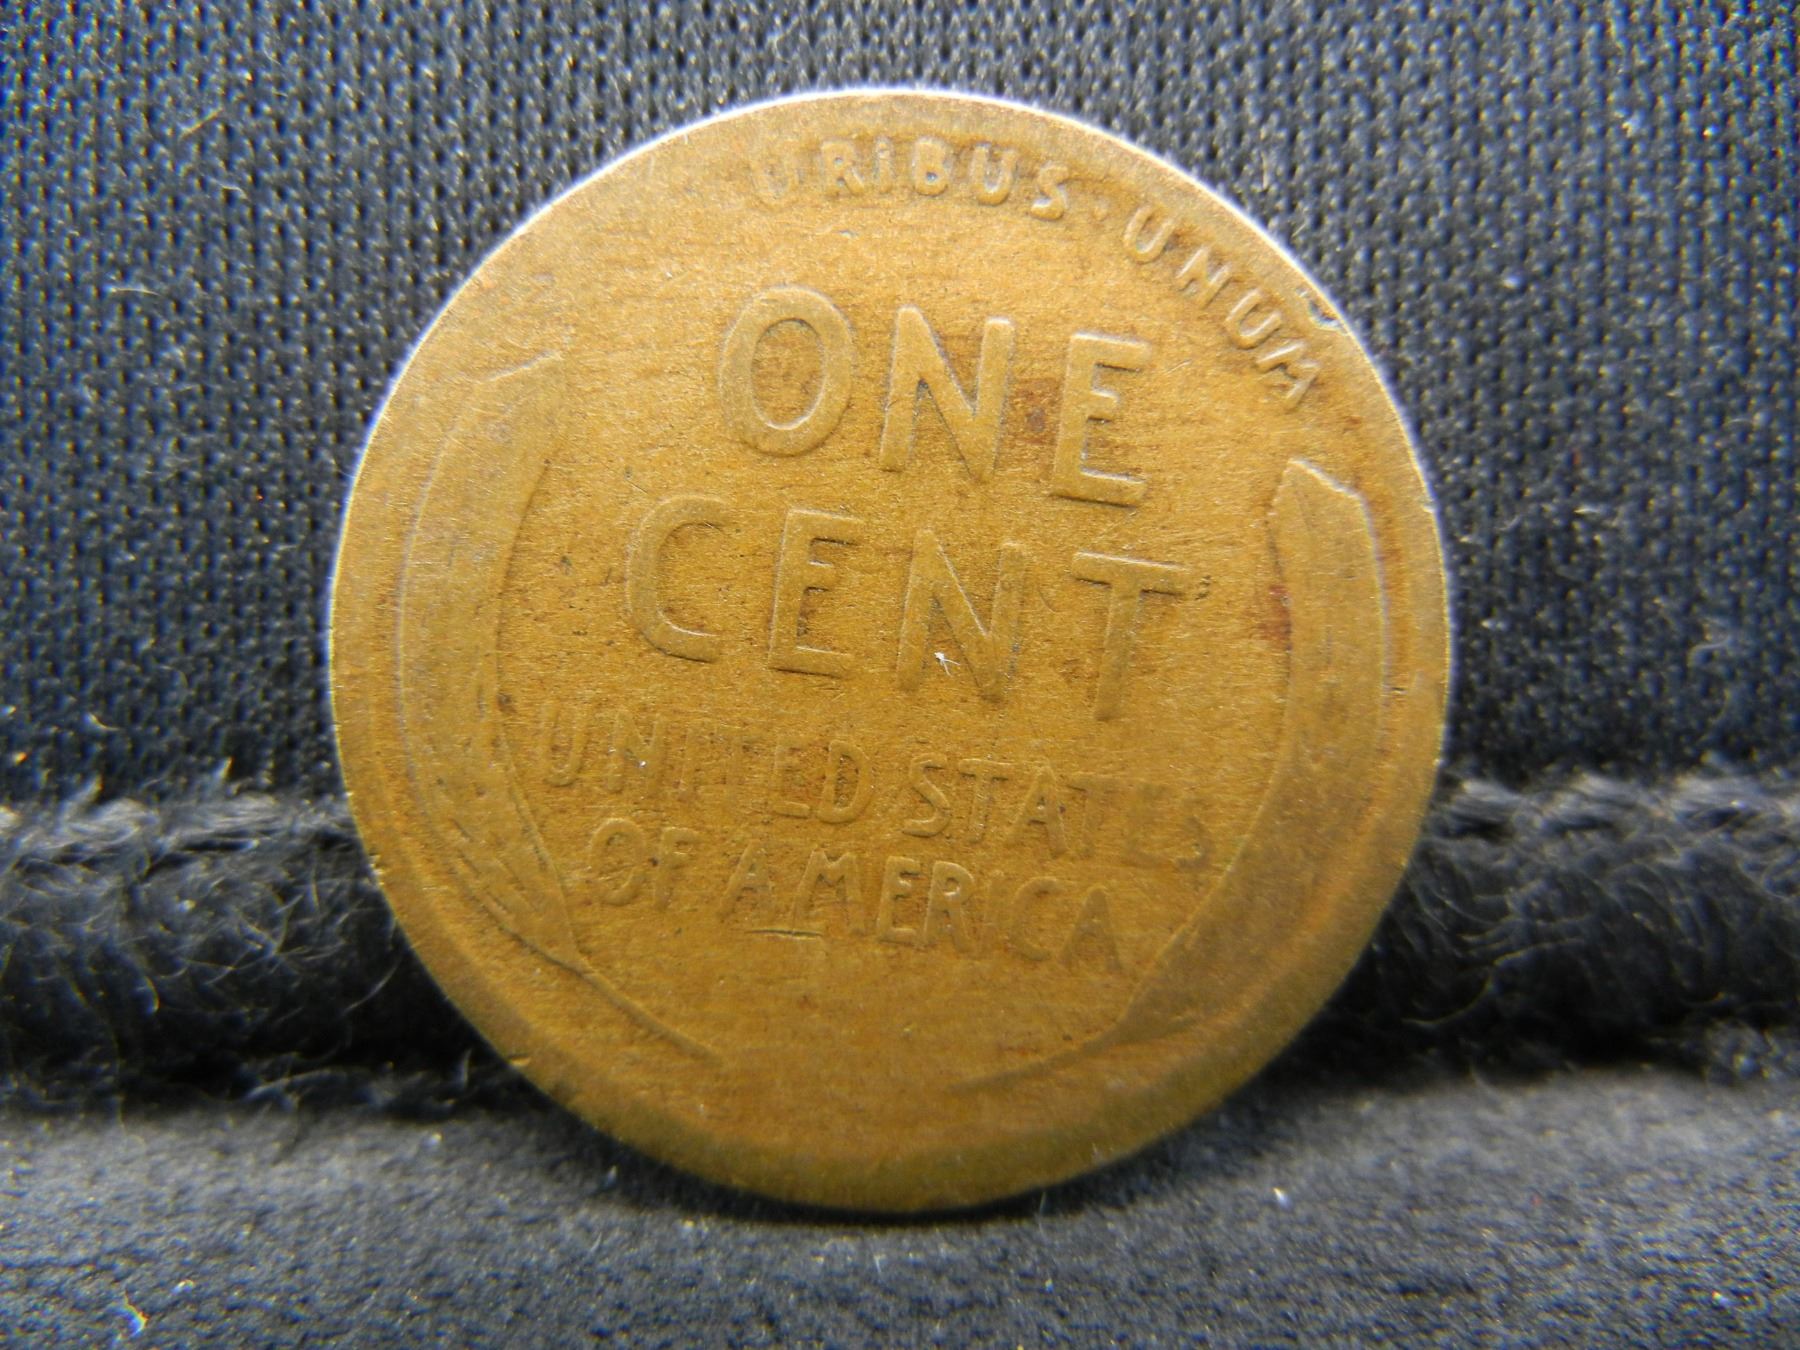 URIBUS · UNUM
ONE
CENT
UNITED STATES
OF AMERICA